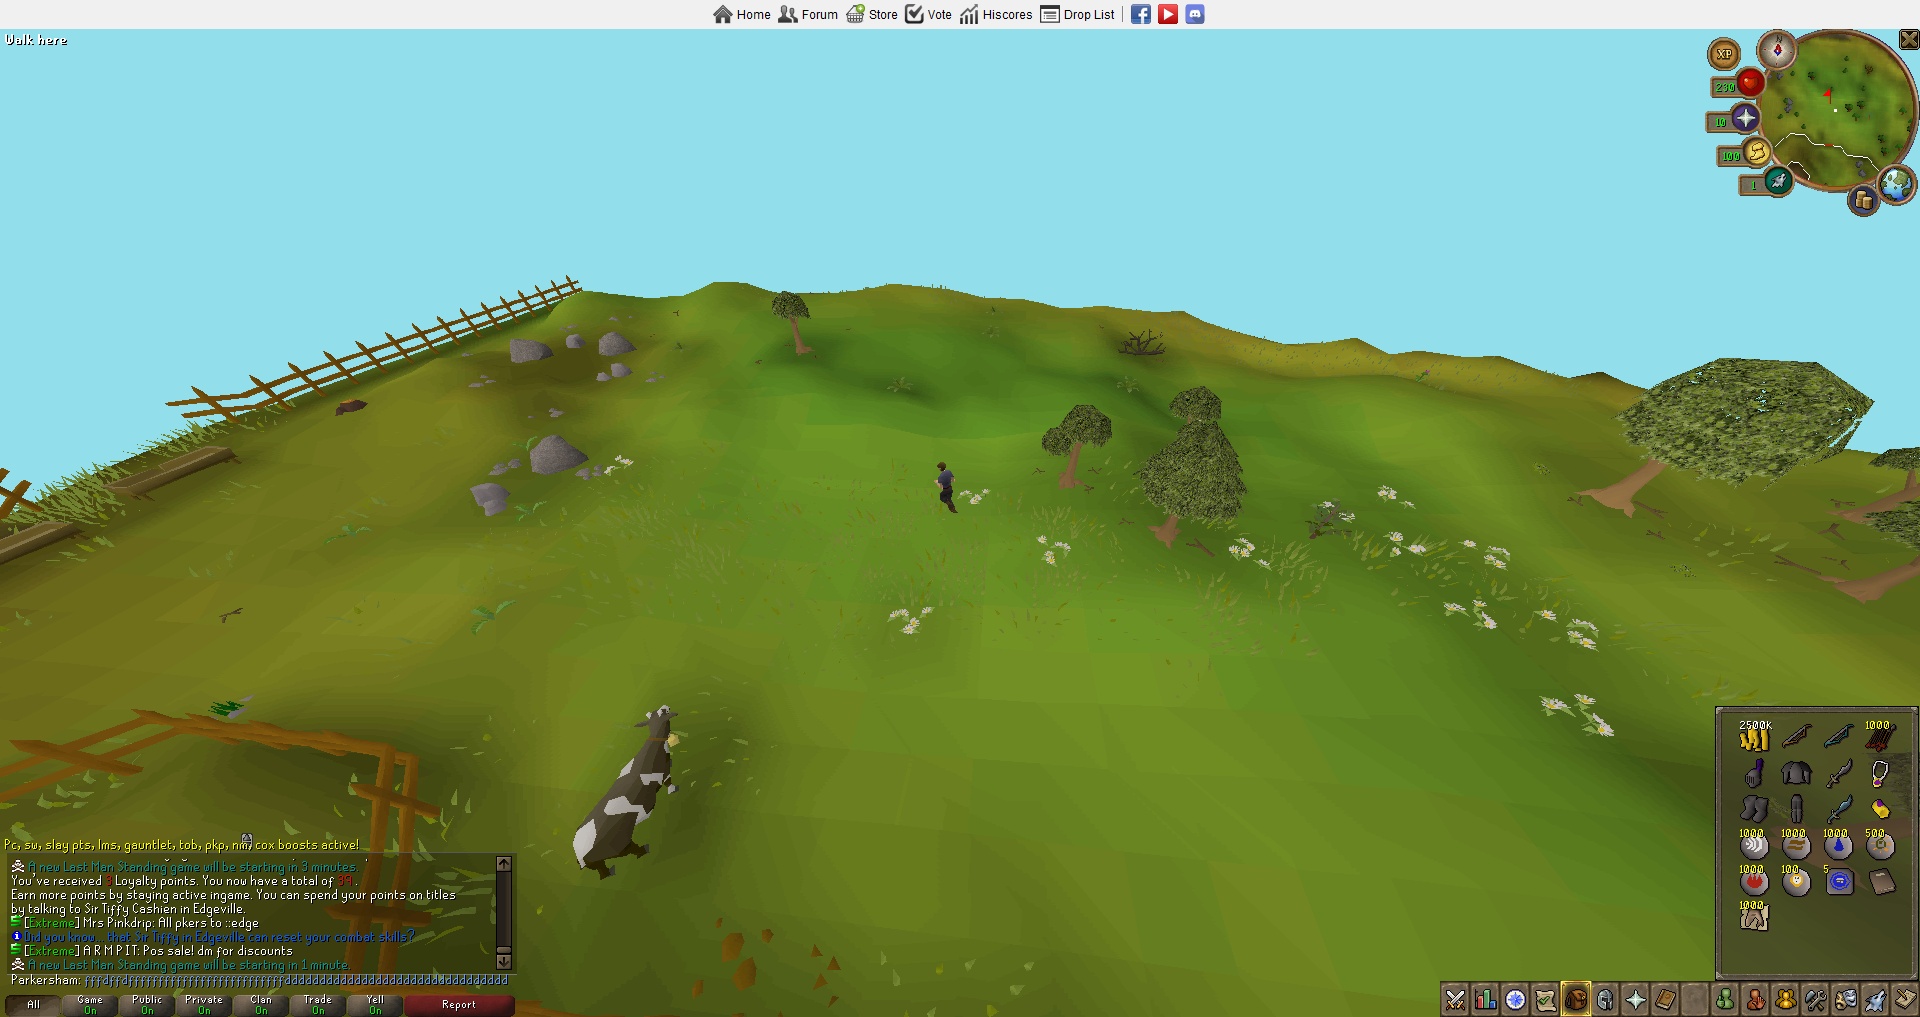 Home Forum Store Vote Hiscores Drop List
Walk here
XP
N
230
10
100
1
2500K 1000
1000 1000 1000 500
1000 100 5
1000
Pc, sw, slay pts, lms, gauntlet, tob, pkp, nm, cox boosts active!
A new Last Man Standing game will be starting in 3 minutes.
You've received 3 Loyalty points. You now have a total of 39.
Earn more points by staying active ingame. You can spend your points on titles
by talking to Sir Tiffy Cashien in Edgeville.
[Extreme] Mrs Pinkdrip: All pkers to ::edge
Did you know... that Sir Tiffy in Edgeville can reset your combat skills?
[Extreme] A R M P I T: Pos sale! dm for discounts
A new Last Man Standing game will be starting in 1 minute.
Parkersham:
All Game Public Private Clan Trade Yell Report
On On On On On On